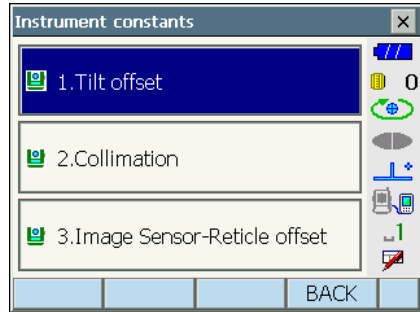 Instrument constants
1.Tilt offset
0
2.Collimation
3.Image Sensor-Reticle offset
1
BACK